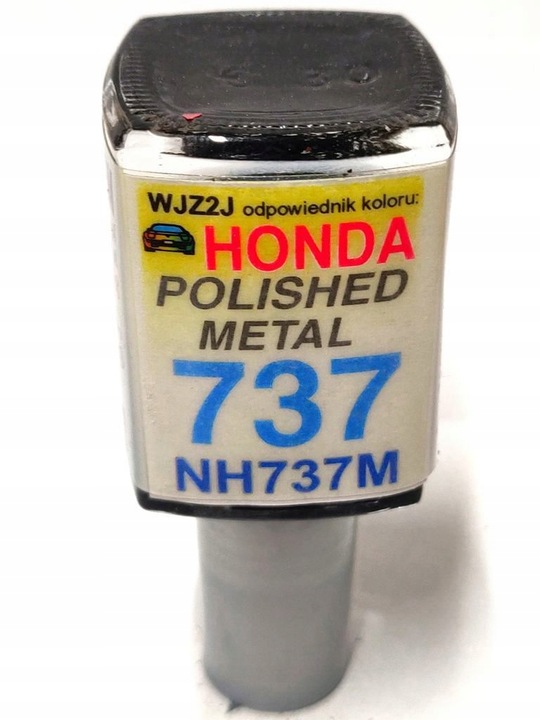 WJZ2J odpowiednik koloru:
HONDA
POLISHED
METAL
737
NH737M